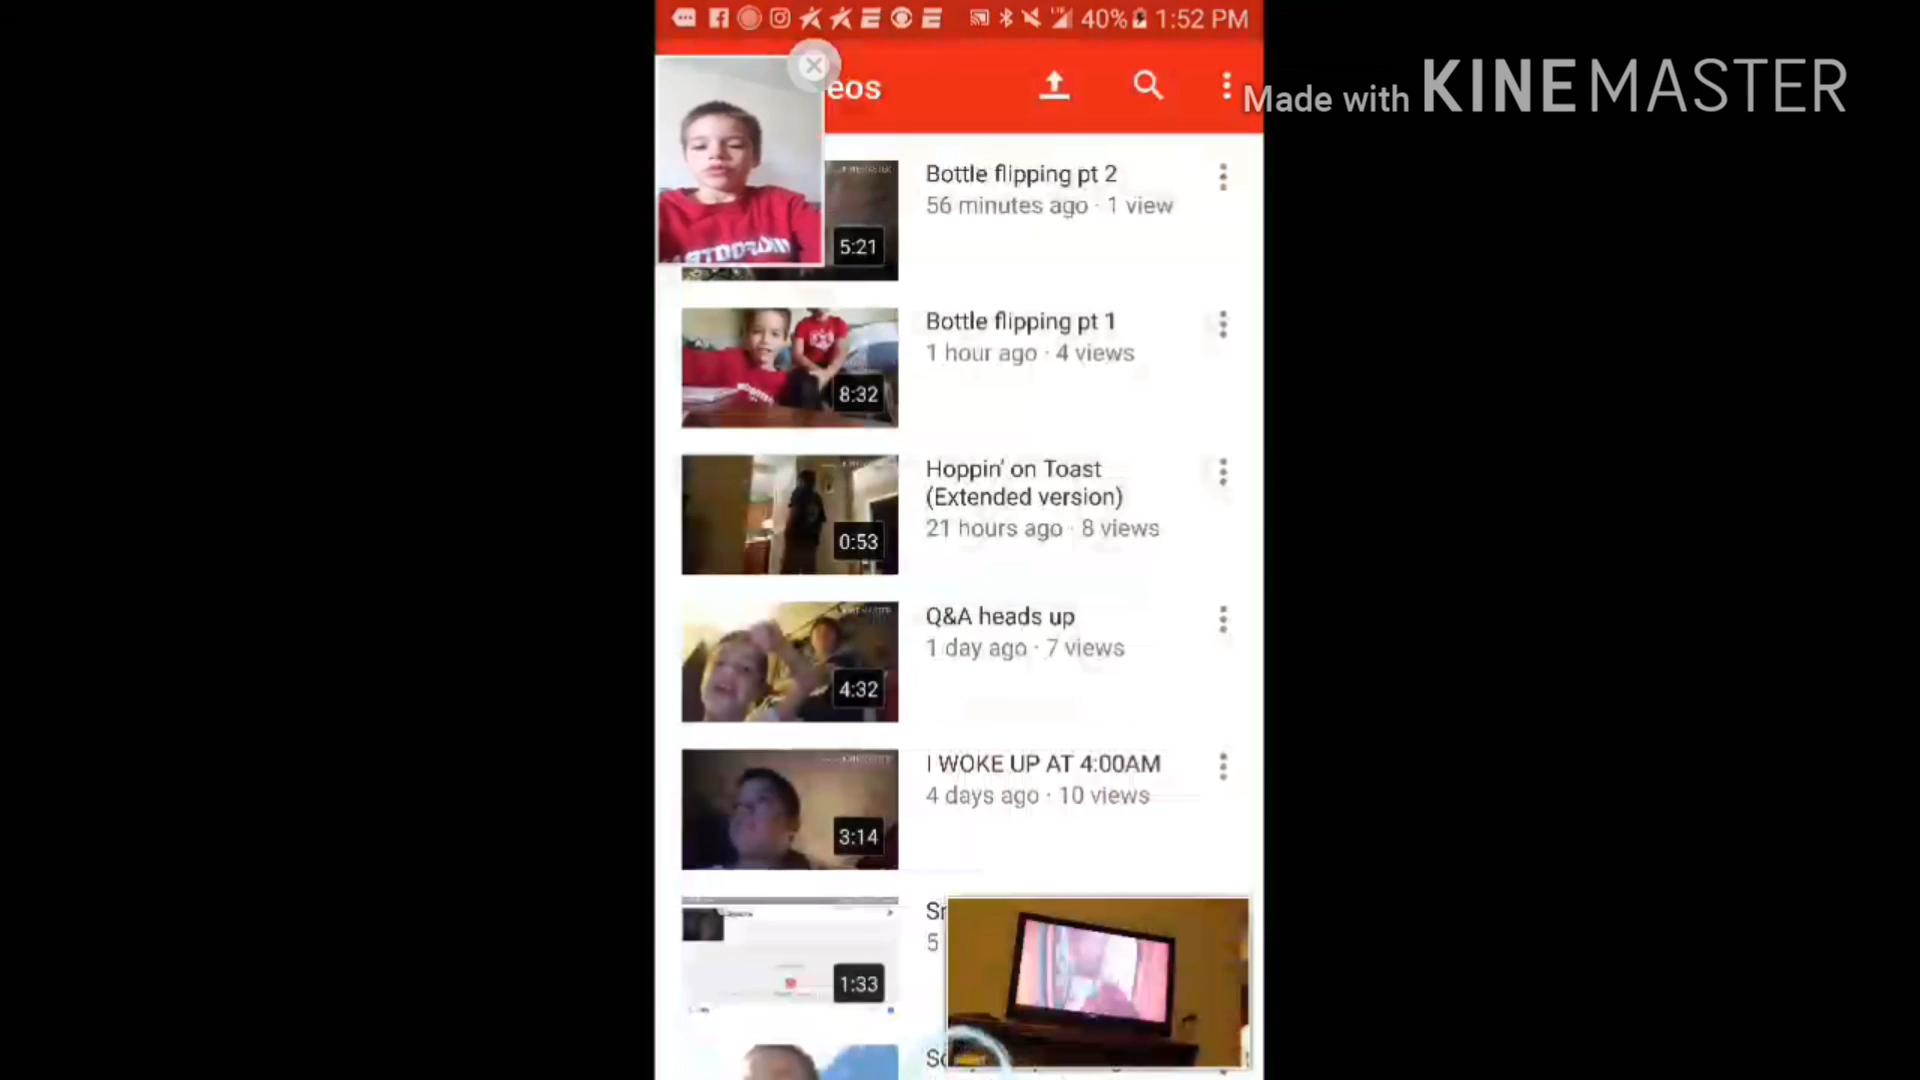 40% 1:52 PM
eos
Made with KINEMASTER
Bottle flipping pt 2
56 minutes ago · 1 view
5:21
Bottle flipping pt 1
1 hour ago · 4 views
8:32
Hoppin' on Toast
(Extended version)
21 hours ago · 8 views
0:53
Q&A heads up
1 day ago · 7 views
4:32
I WOKE UP AT 4:00AM
4 days ago · 10 views
3:14
5
1:33